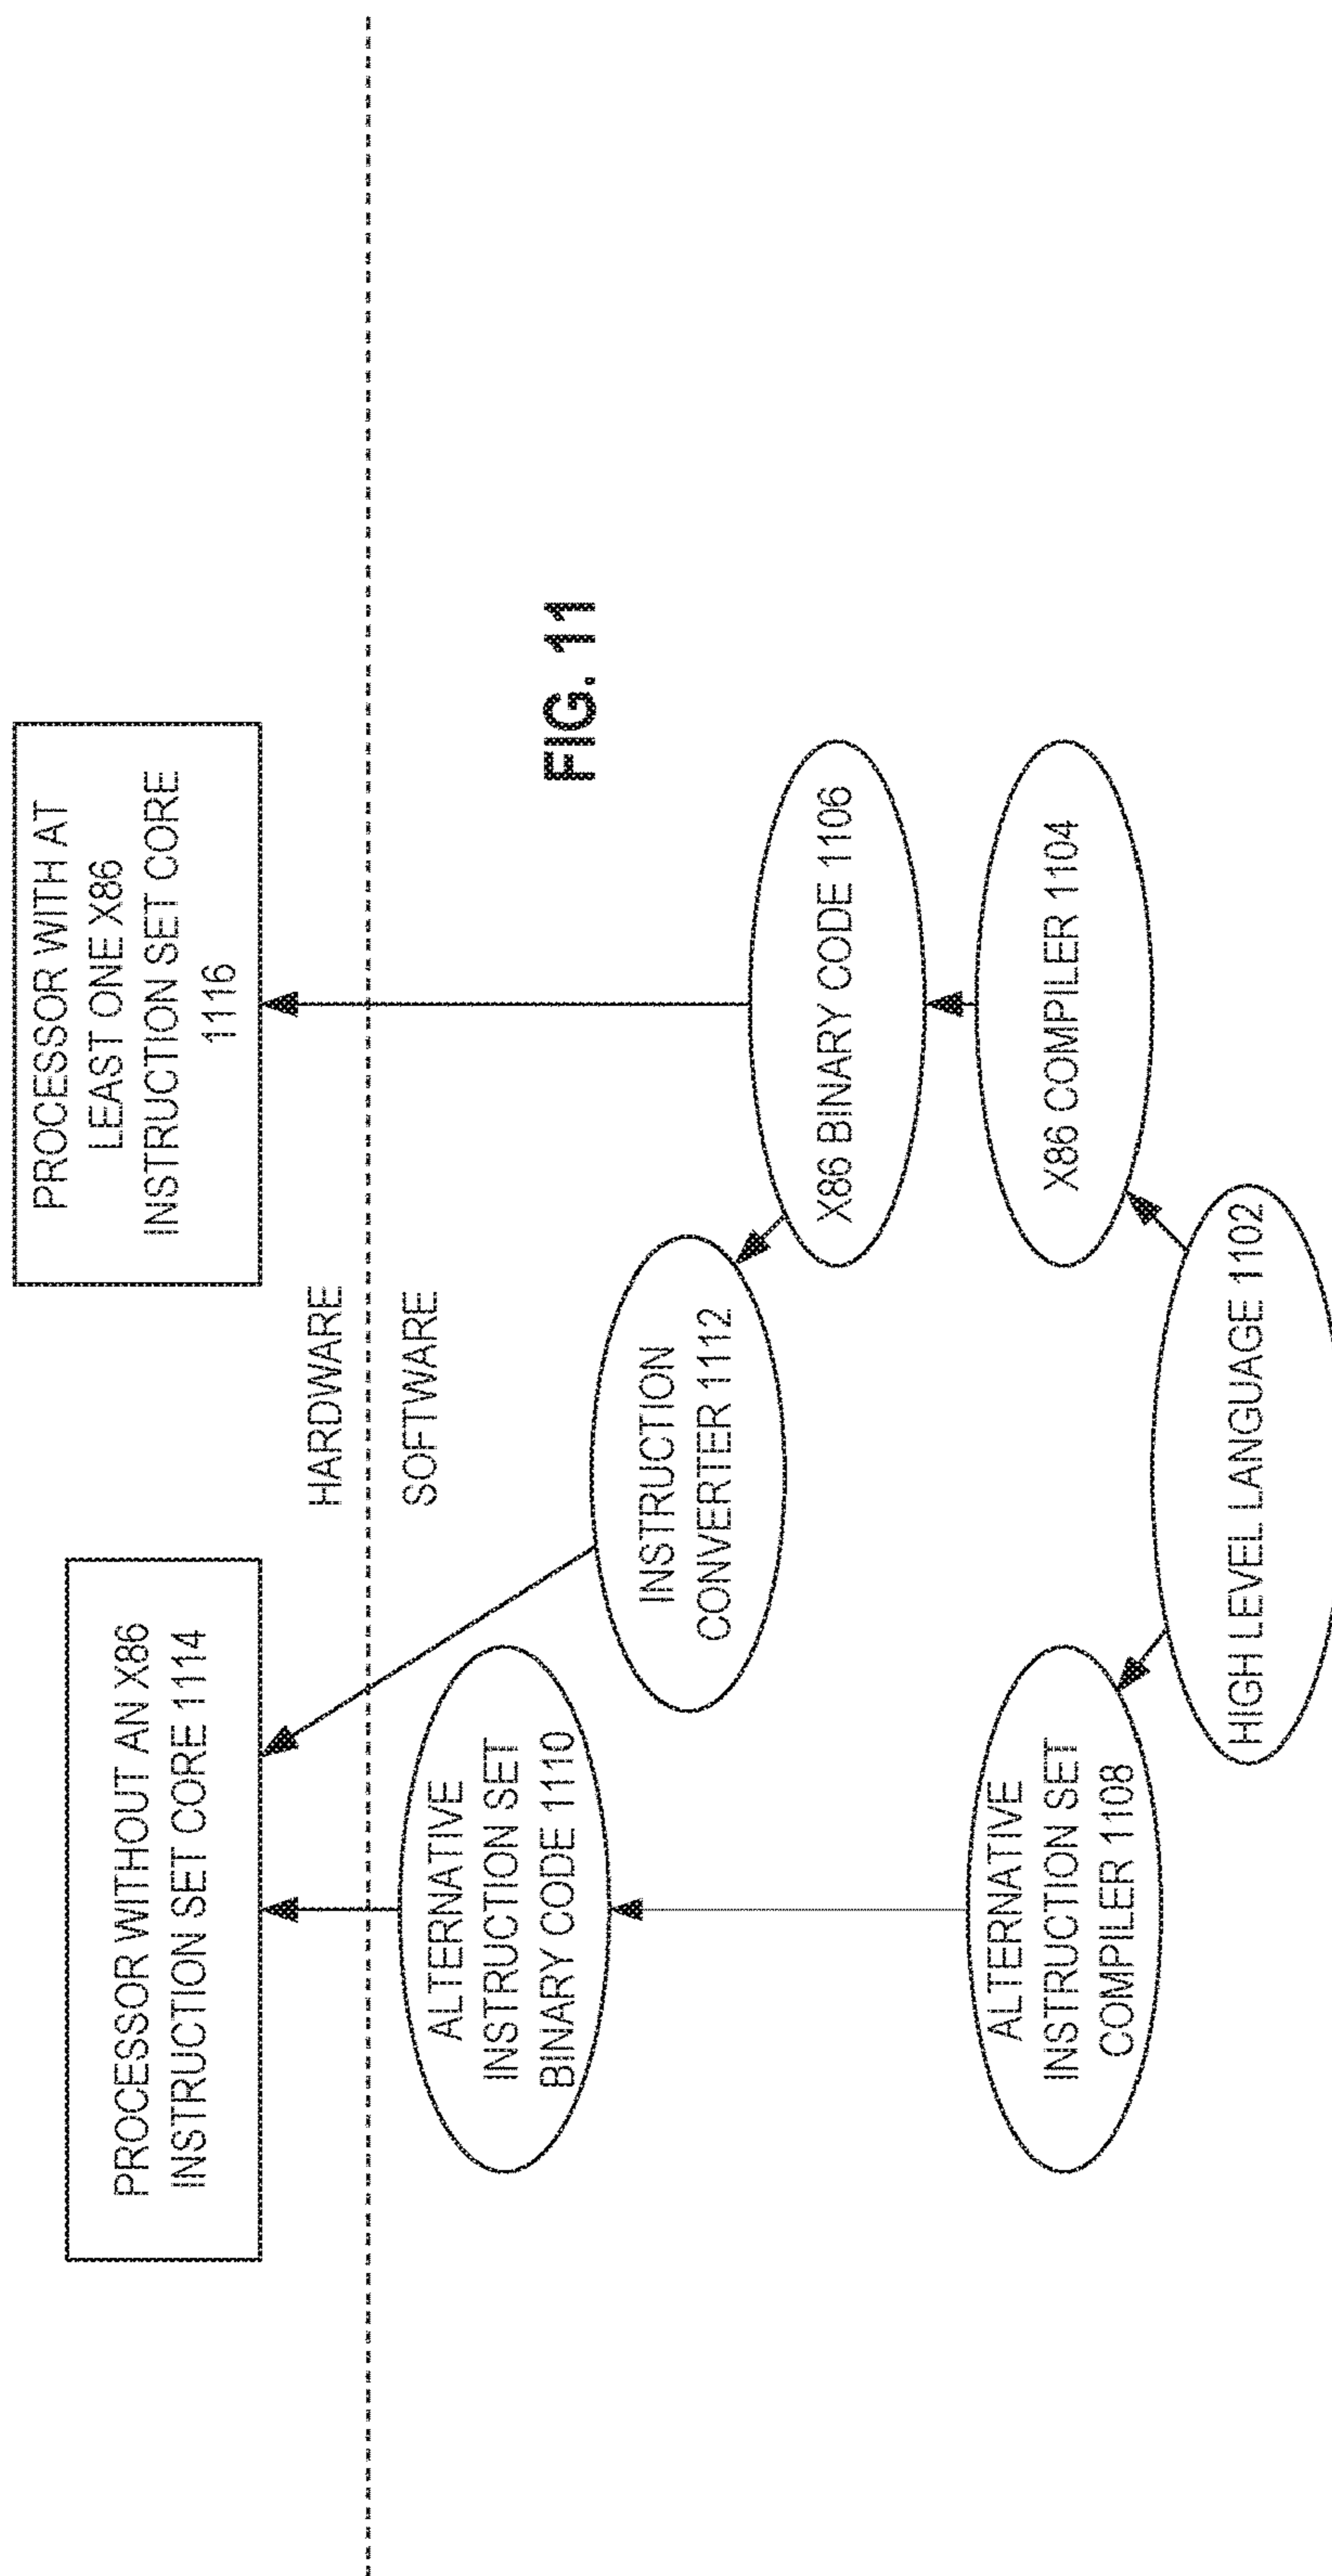 PROCESSOR WITHOUT AN X86
INSTRUCTION SET CORE 1114
PROCESSOR WITH AT
LEAST ONE X86
INSTRUCTION SET CORE
1116
HARDWARE
SOFTWARE
ALTERNATIVE
INSTRUCTION SET
BINARY CODE 1110
INSTRUCTION
CONVERTER 1112
FIG. 11
X86 BINARY CODE 1106
ALTERNATIVE
INSTRUCTION SET
COMPILER 1108
X86 COMPILER 1104
HIGH LEVEL LANGUAGE 1102